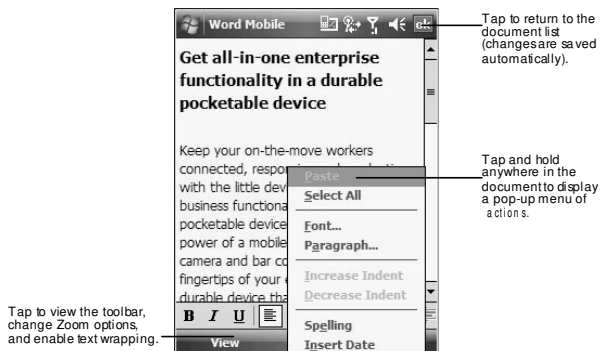 Word Mobile
ok
Tap to return to the
document list
(changes are saved
automatically).
Get all-in-one enterprise
functionality in a durable
pocketable device
Keep your on-the-move workers
connected, respon
with the little dev
business functiona
pocketable device
power of a mobile
camera and bar co
fingertips of your
durable device tha
Paste
Select All
Font...
Paragraph...
Increase Indent
Decrease Indent
Spelling
Insert Date
Tap and hold
anywhere in the
document to display
a pop-up menu of
actions.
Tap to view the toolbar,
change Zoom options,
and enable text wrapping.
B I U
View